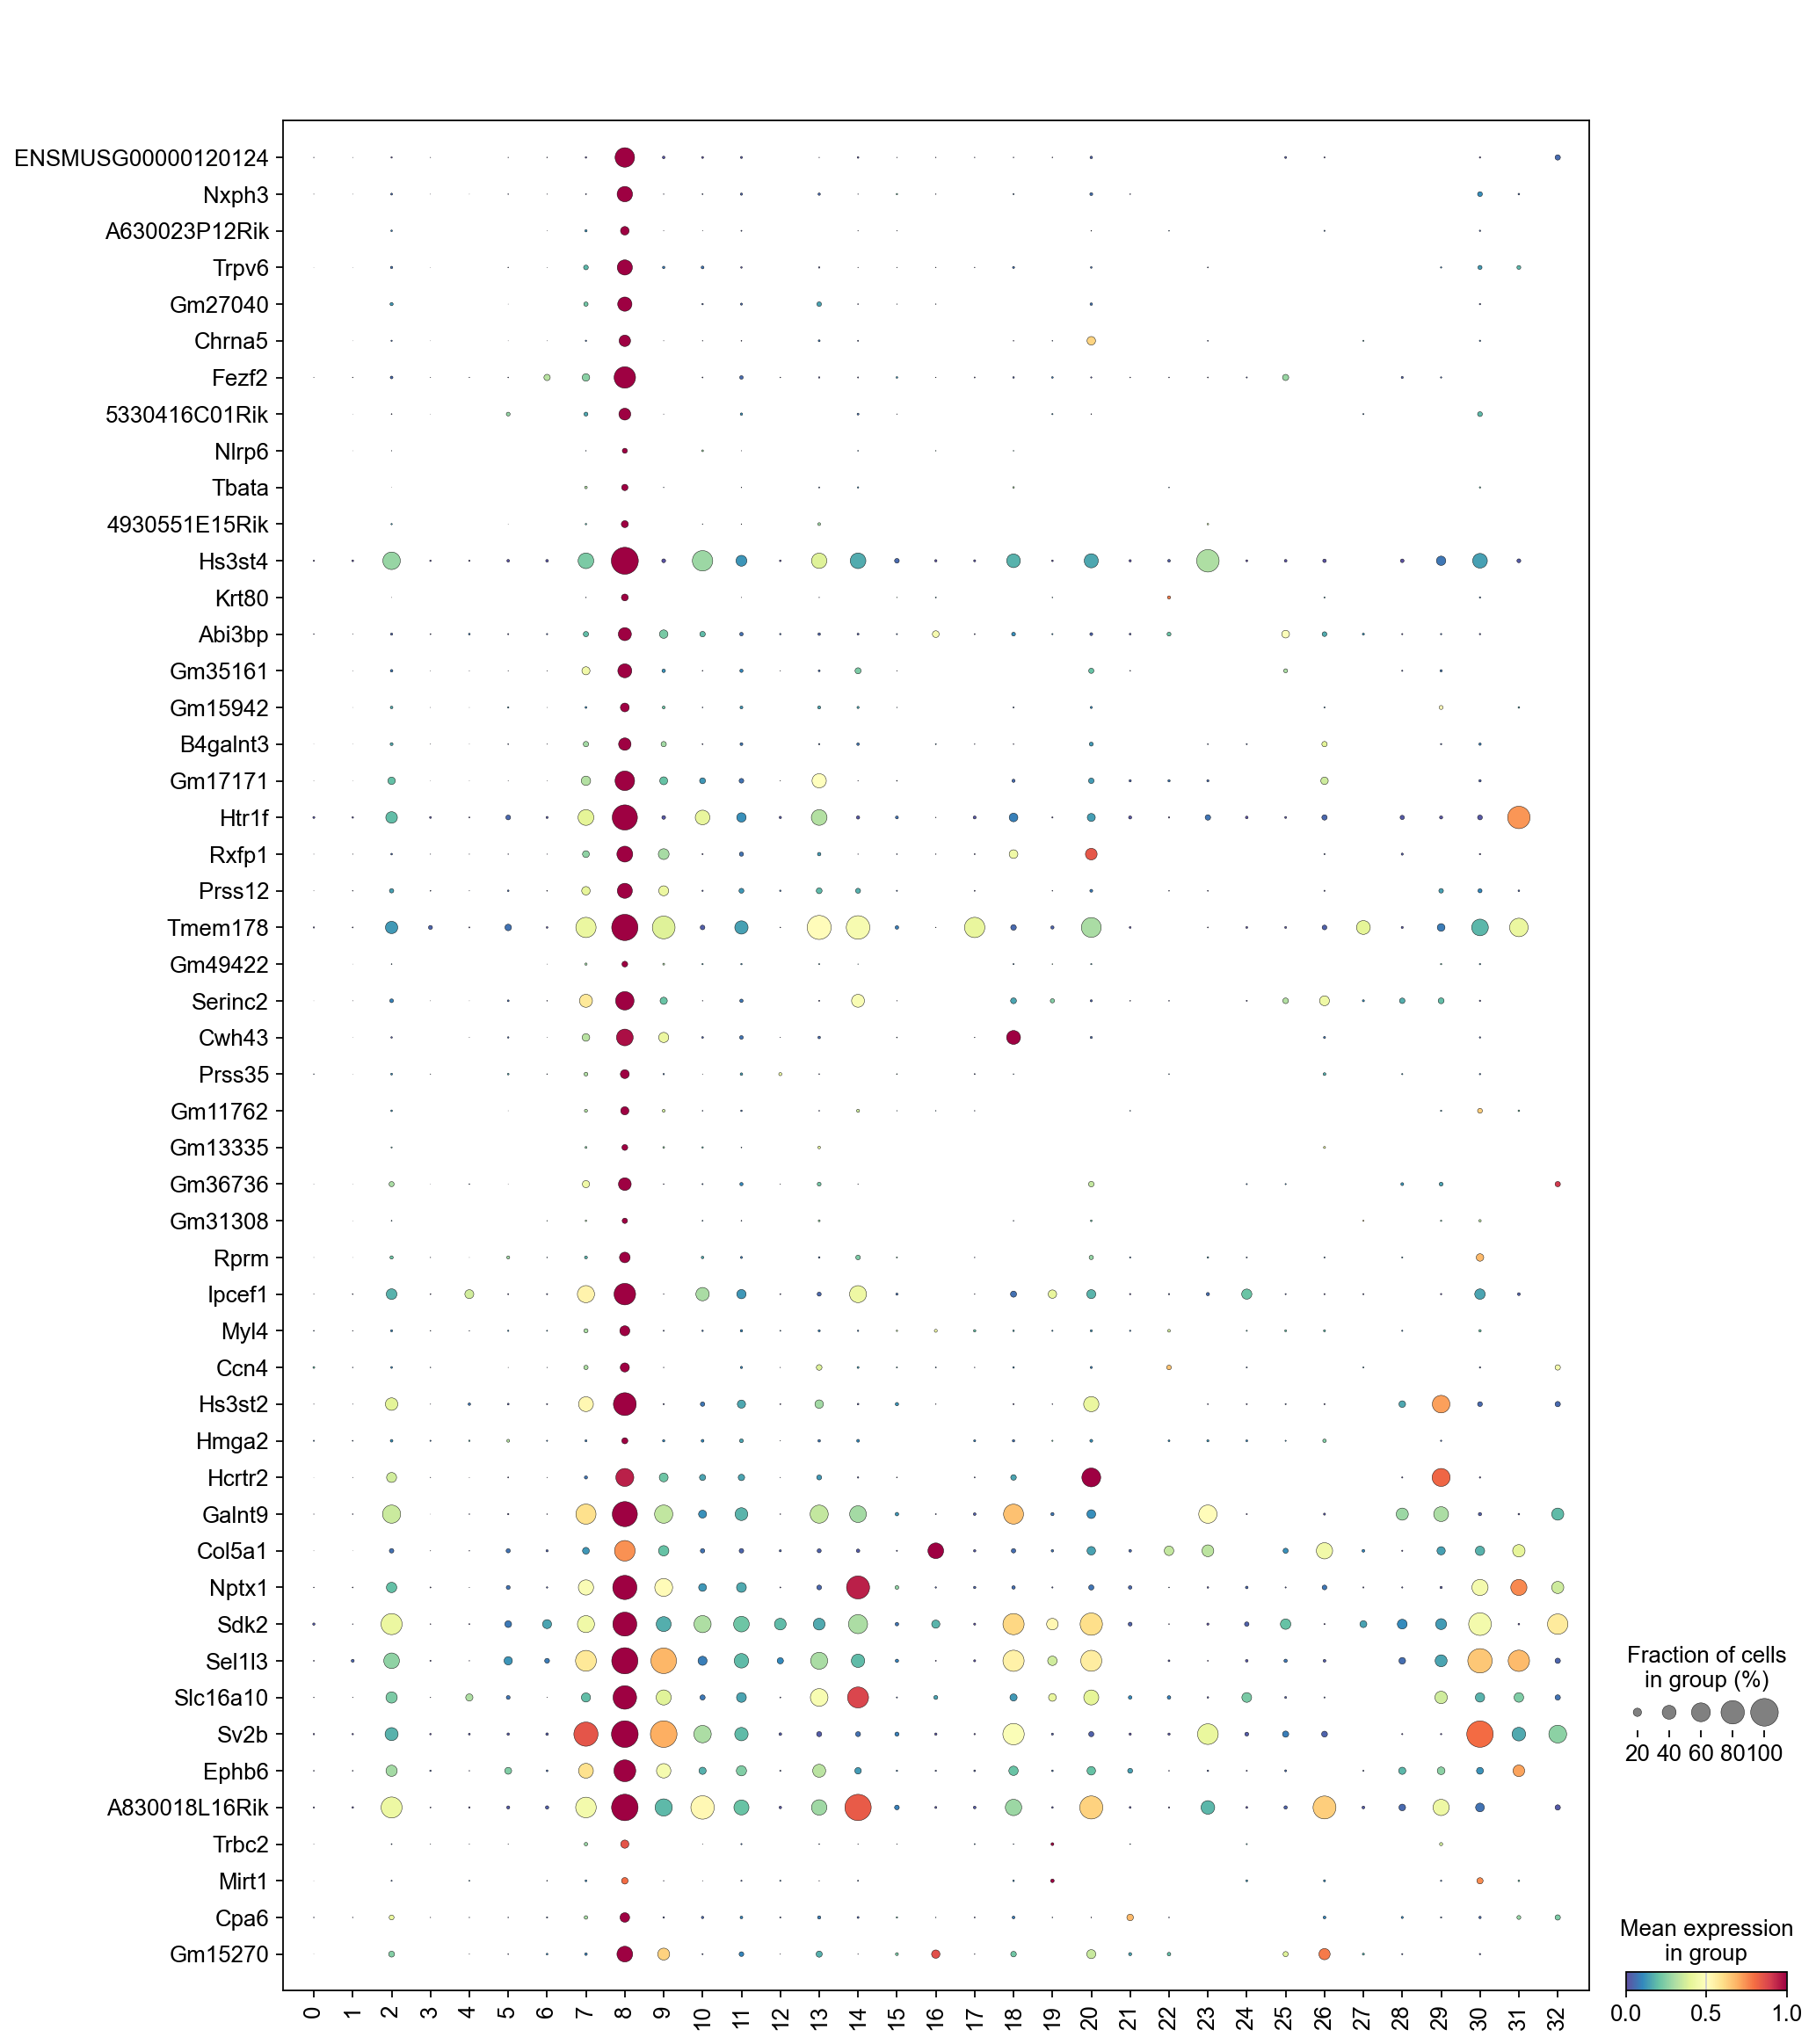 ENSMUSG00000120124
Nxph3
A630023P12Rik
Trpv6
Gm27040
Chrna5
Fezf2
5330416C01Rik
Nlrp6
Tbata
4930551E15Rik
Hs3st4
Krt80
Abi3bp
Gm35161
Gm15942
B4galnt3
Gm17171
Htr1f
Rxfp1
Prss12
Tmem178
Gm49422
Serinc2
Cwh43
Prss35
Gm11762
Gm13335
Gm36736
Gm31308
Rprm
Ipcef1
Myl4
Ccn4
Hs3st2
Hmga2
Hcrtr2
Galnt9
Col5a1
Nptx1
Sdk2
Sel1l3
Slc16a10
Sv2b
Ephb6
A830018L16Rik
Trbc2
Mirt1
Cpa6
Gm15270
0 1 2 3 4 5 6 7 8 9 10 11 12 13 14 15 16 17 18 19 20 21 22 23 24 25 26 27 28 29 30 31 32
Fraction of cells
in group (%)
20 40 60 80 100
Mean expression
in group
0.0 0.5 1.0